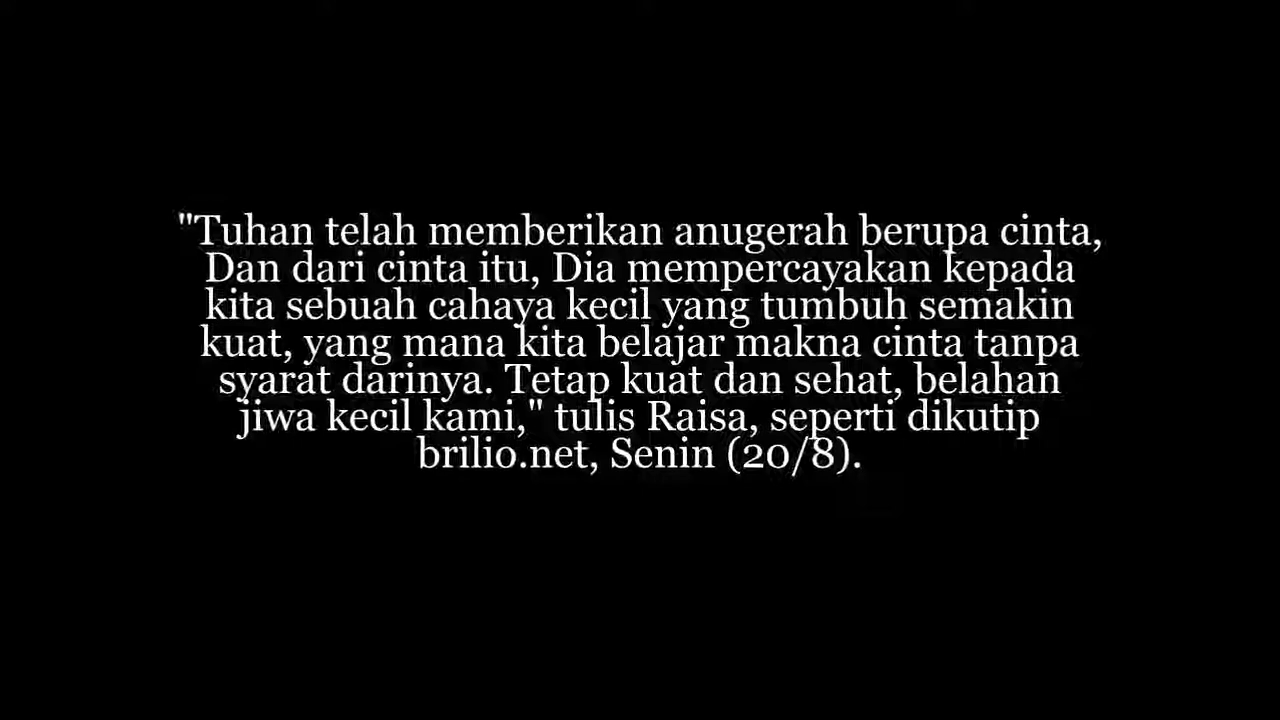 "Tuhan telah memberikan anugerah berupa cinta,
Dan dari cinta itu, Dia mempercayakan kepada
kita sebuah cahaya kecil yang tumbuh semakin
kuat, yang mana kita belajar makna cinta tanpa
syarat darinya. Tetap kuat dan sehat, belahan
jiwa kecil kami," tulis Raisa, seperti dikutip
brilio.net, Senin (20/8).